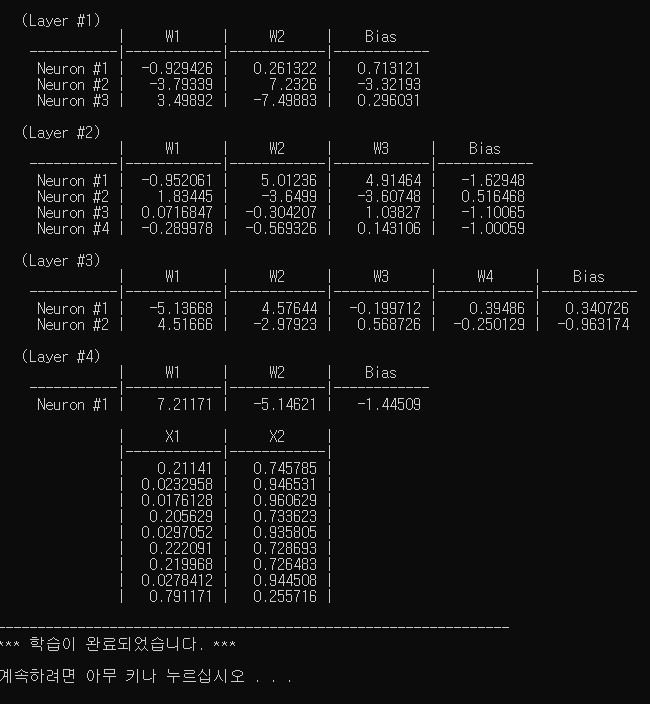 (Layer #1)
| W1 | W2 | Bias
-----------|------------|------------|------------
Neuron #1 | -0.929426 | 0.261322 | 0.713121
Neuron #2 | -3.79339 | 7.2326 | -3.32193
Neuron #3 | 3.49892 | -7.49883 | 0.296031
(Layer #2)
| W1 | W2 | W3 | Bias
-----------|------------|------------|------------|------------
Neuron #1 | -0.952061 | 5.01236 | 4.91464 | -1.62948
Neuron #2 | 1.83445 | -3.6499 | -3.60748 | 0.516468
Neuron #3 | 0.0716847 | -0.304207 | 1.03827 | -1.10065
Neuron #4 | -0.289978 | -0.569326 | 0.143106 | -1.00059
(Layer #3)
| W1 | W2 | W3 | W4 | Bias
-----------|------------|------------|------------|------------|------------
Neuron #1 | -5.13668 | 4.57644 | -0.199712 | 0.39486 | 0.340726
Neuron #2 | 4.51666 | -2.97923 | 0.568726 | -0.250129 | -0.963174
(Layer #4)
| W1 | W2 | Bias
-----------|------------|------------|------------
Neuron #1 | 7.21171 | -5.14621 | -1.44509
| X1 | X2 |
|------------|------------|
| 0.21141 | 0.745785 |
| 0.0232958 | 0.946531 |
| 0.0176128 | 0.960629 |
| 0.205629 | 0.733623 |
| 0.0297052 | 0.935805 |
| 0.222091 | 0.728693 |
| 0.219968 | 0.726483 |
| 0.0278412 | 0.944508 |
| 0.791171 | 0.255716 |
----------------------------------------------------------------
*** 학습이 완료되었습니다. ***
계속하려면 아무 키나 누르십시오 . . .